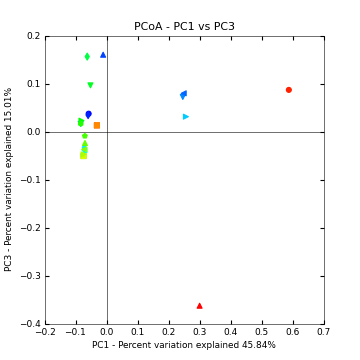 PCoA - PC1 vs PC3
0.2
0.1
0.0
−0.1
−0.2
−0.3
−0.4
PC3 - Percent variation explained 15.01%
−0.2 −0.1 0.0 0.1 0.2 0.3 0.4 0.5 0.6 0.7
PC1 - Percent variation explained 45.84%